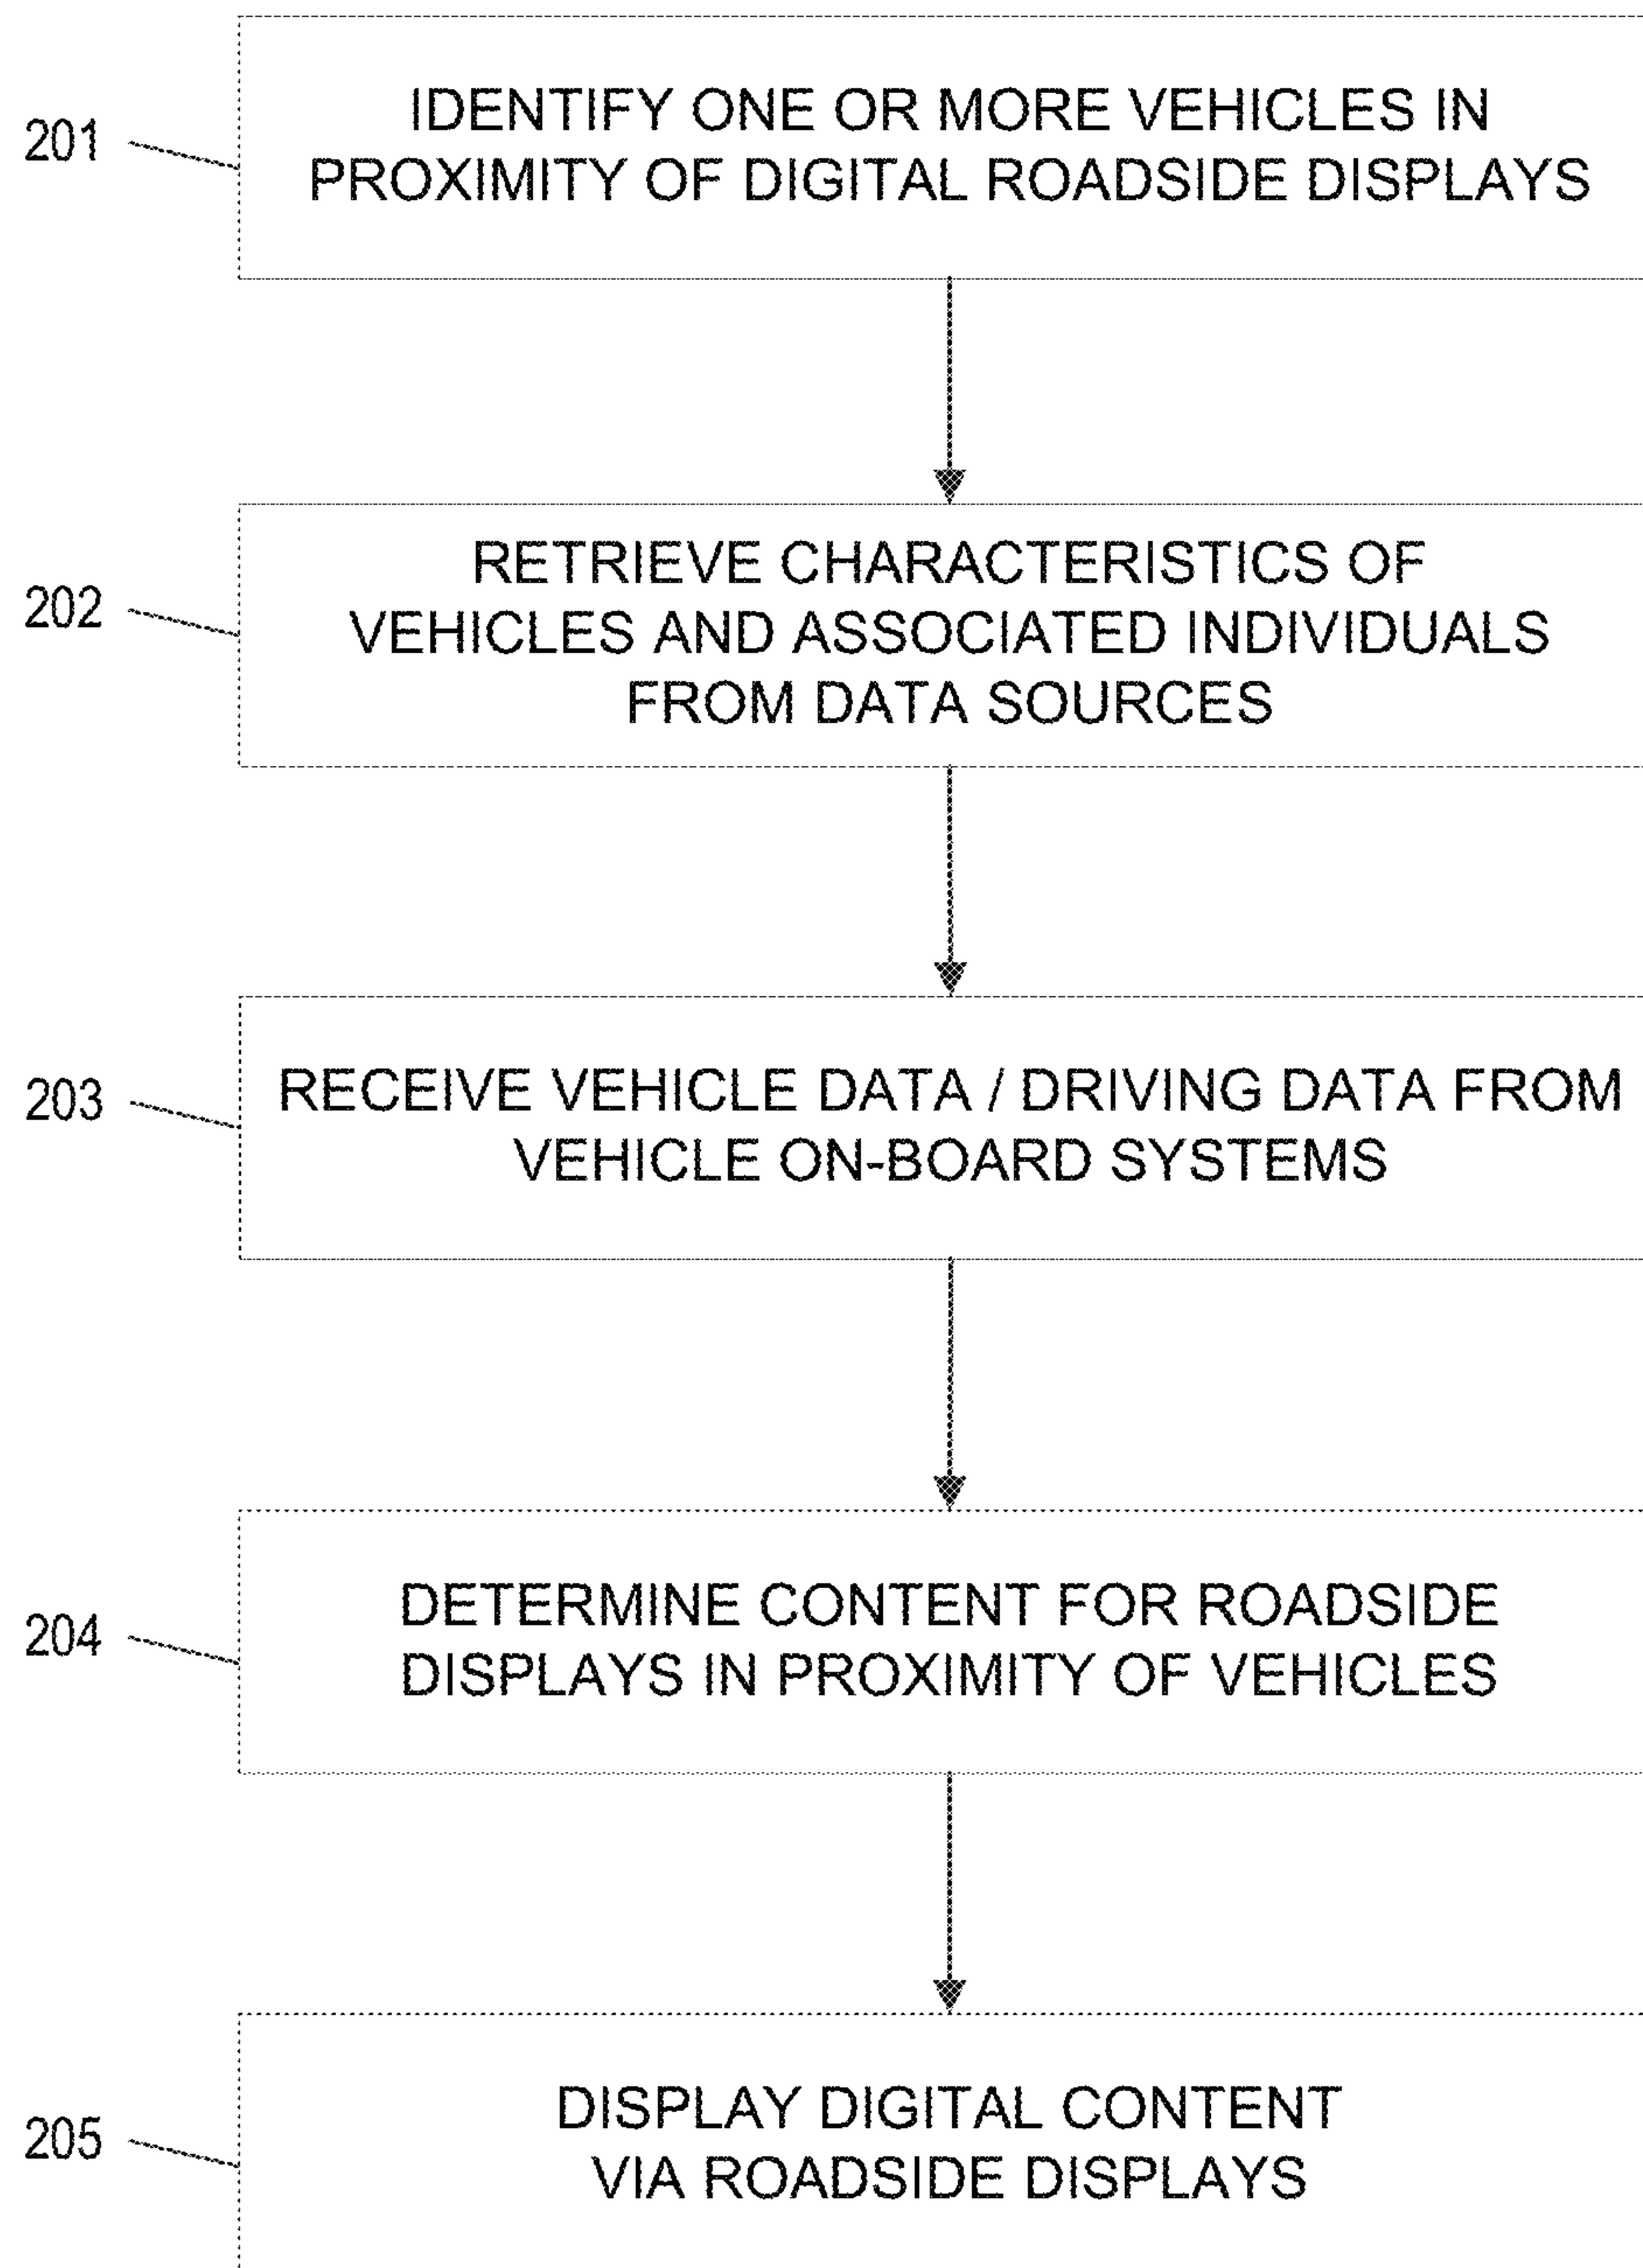 201
IDENTIFY ONE OR MORE VEHICLES IN
PROXIMITY OF DIGITAL ROADSIDE DISPLAYS
202
RETRIEVE CHARACTERISTICS OF
VEHICLES AND ASSOCIATED INDIVIDUALS
FROM DATA SOURCES
203
RECEIVE VEHICLE DATA / DRIVING DATA FROM
VEHICLE ON-BOARD SYSTEMS
204
DETERMINE CONTENT FOR ROADSIDE
DISPLAYS IN PROXIMITY OF VEHICLES
205
DISPLAY DIGITAL CONTENT
VIA ROADSIDE DISPLAYS